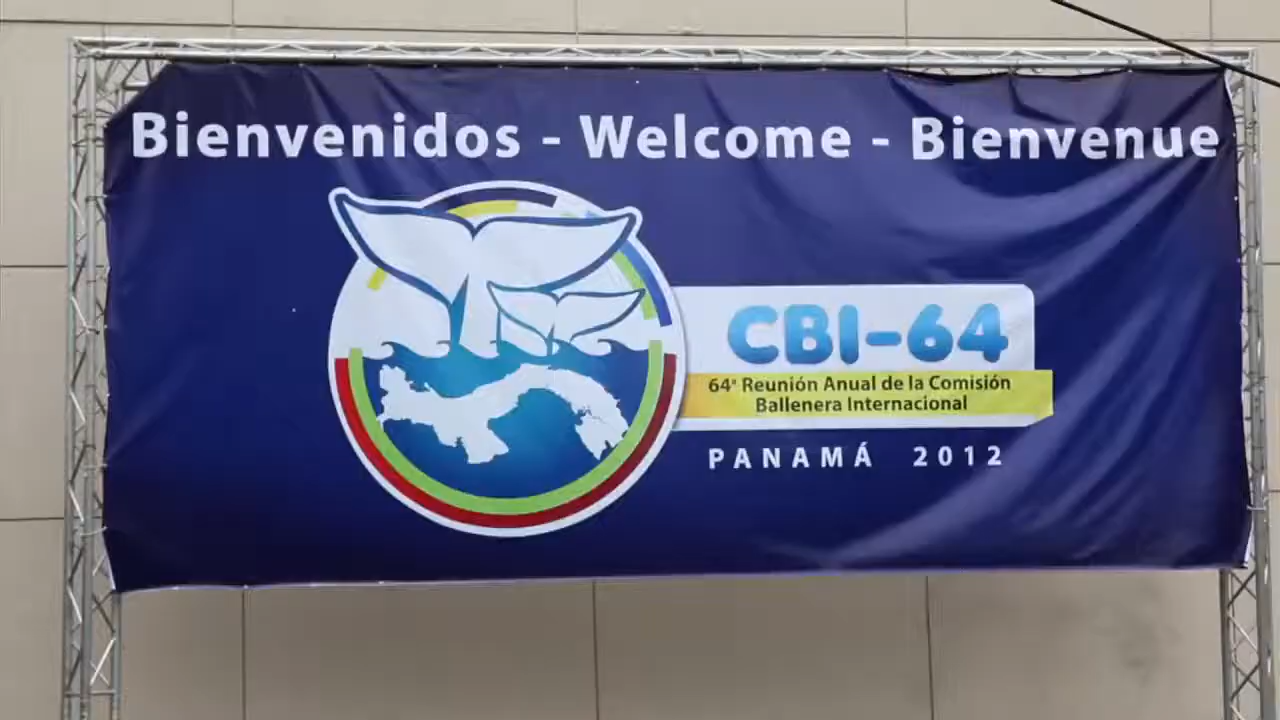 Bienvenidos - Welcome - Bienvenue
CBI-64
64ª Reunión Anual de la Comisión
Ballenera Internacional
PANAMÁ 2012